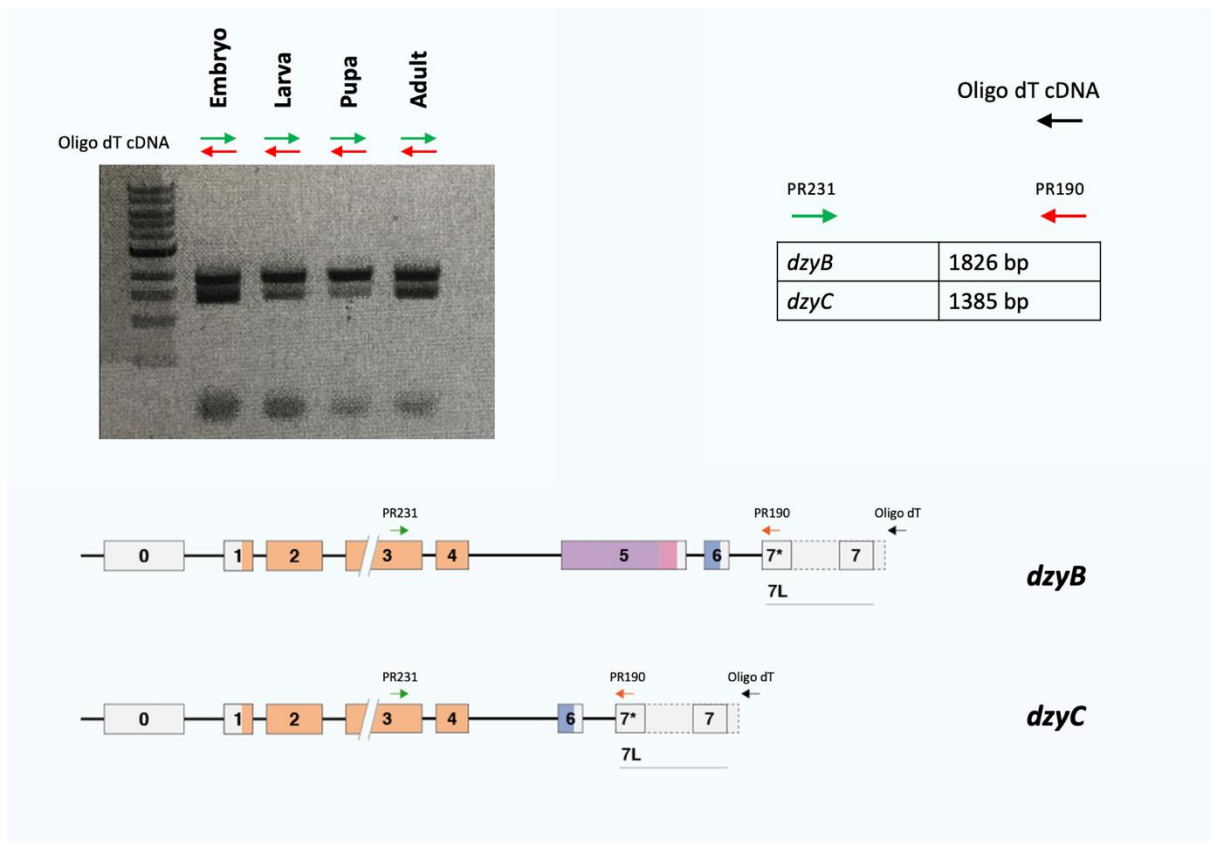 Embryo
Larva
Pupa
Adult
Oligo dT cDNA
Oligo dT cDNA
PR231 PR190
dzyB 1826 bp
dzyC 1385 bp
PR231 PR190 Oligo dT
0 1 2 3 4 5 6 7* 7
7L
dzyB
PR231 PR190 Oligo dT
0 1 2 3 4 6 7* 7
7L
dzyC